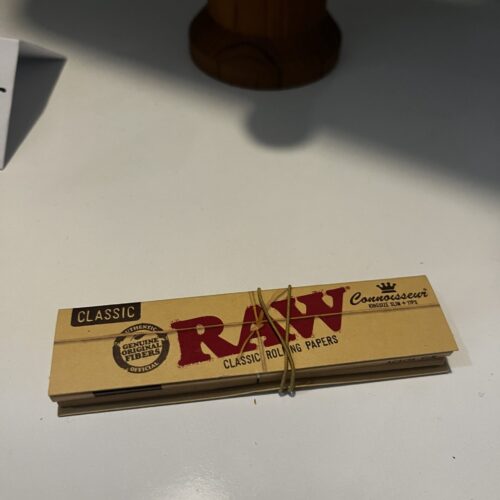 CLASSIC
AUTHENTIC
GENUINE
ORIGINAL
FIBERS
OFFICIAL
RAW®
CLASSIC ROLLING PAPERS
Connoisseur
KINGSIZE SLIM + TIPS